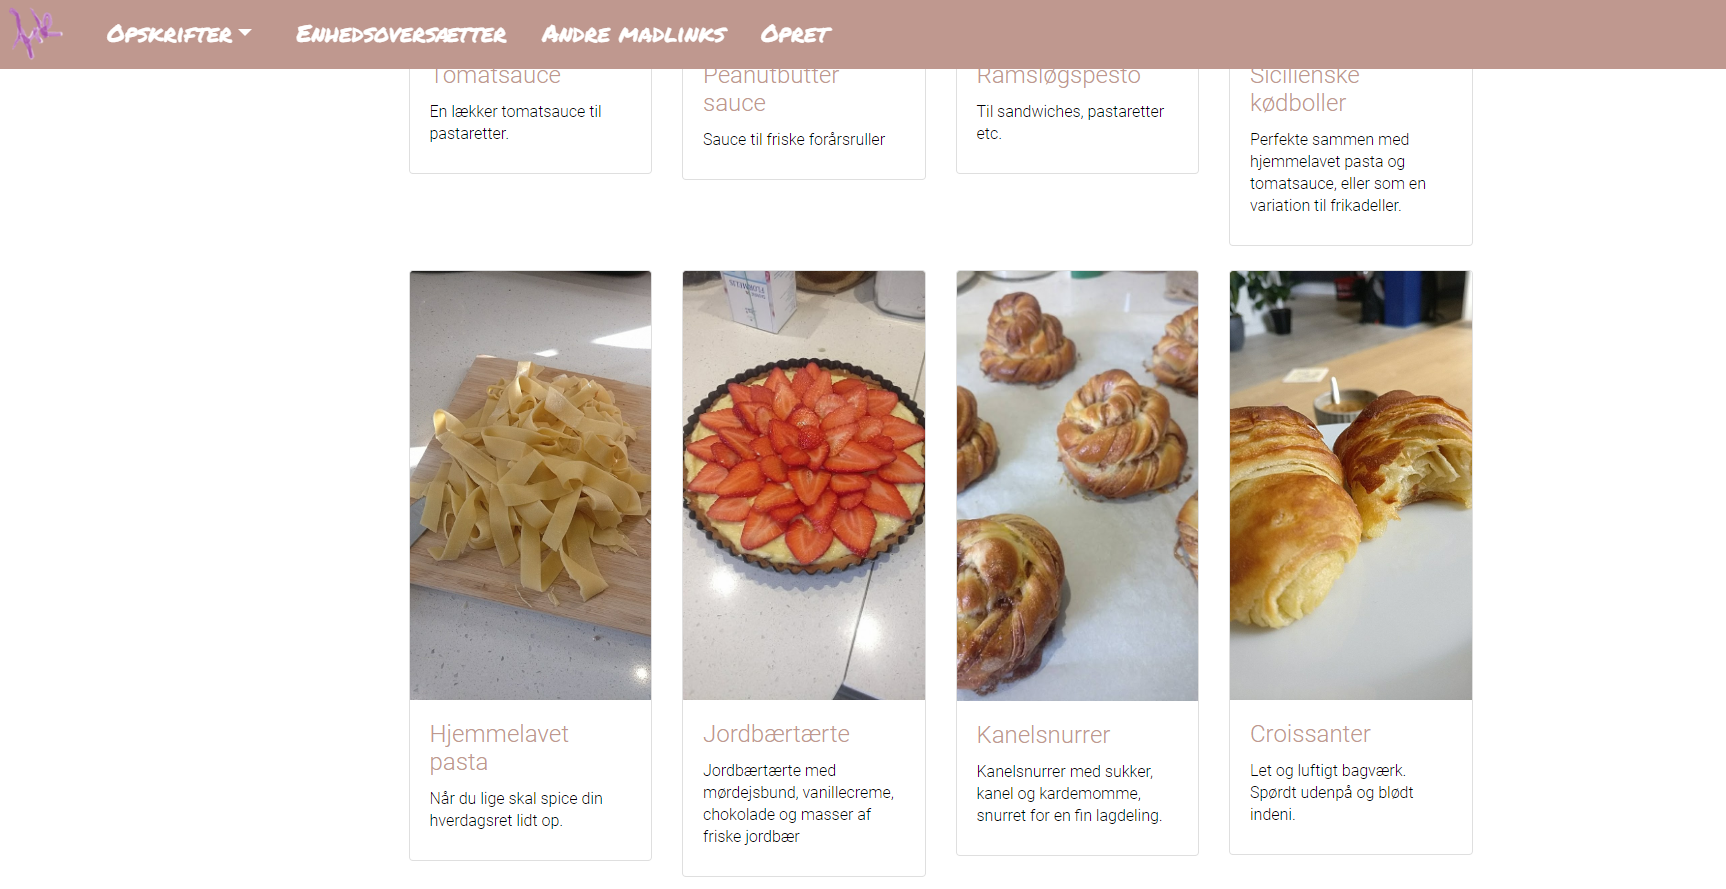 Opskrifter
Enhedsoversætter
Andre madlinks
Opret
Tomatsauce
En lækker tomatsauce til
pastaretter.
Peanutbutter
sauce
Sauce til friske forårsruller
Ramsløgspesto
Til sandwiches, pastaretter
etc.
Sicilienske
kødboller
Perfekte sammen med
hjemmelavet pasta og
tomatsauce, eller som en
variation til frikadeller.
Hjemmelavet
pasta
Når du lige skal spice din
hverdagsret lidt op.
Jordbærtærte
Jordbærtærte med
mørdejsbund, vanillecreme,
chokolade og masser af
friske jordbær
Kanelsnurrer
Kanelsnurrer med sukker,
kanel og kardemomme,
snurret for en fin lagdeling.
Croissanter
Let og luftigt bagværk.
Spørdt udenpå og blødt
indeni.